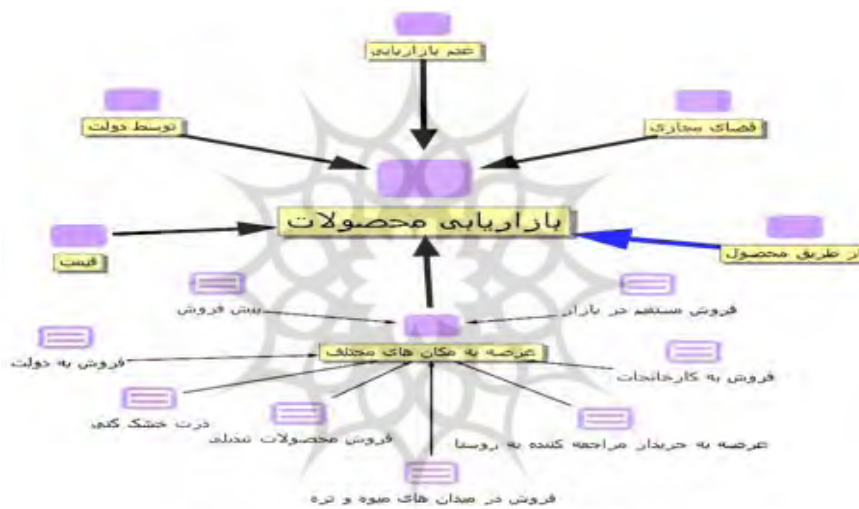 عدم بازاریابی
توسط دولت
فضای مجازی
بازاریابی محصولات
قیمت
از طریق محصول
پیش فروش
فروش مستقیم در بازار
عرضه به مکان های مختلف
فروش به دولت
فروش به کارخانجات
ذرت خشک کنی
فروش محصولات تبدیلی
عرضه به خریدار مراجعه کننده به روستا
فروش در میدان های میوه و تره